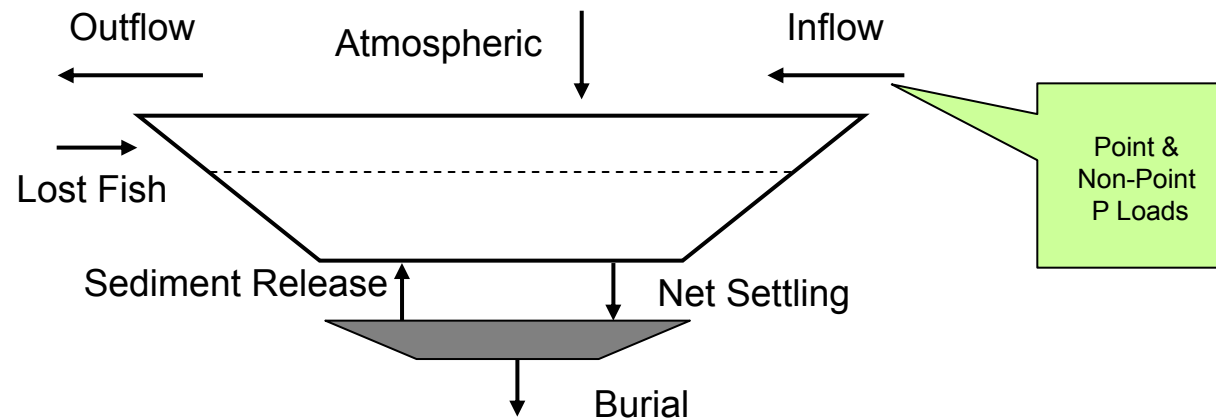 Outflow
Atmospheric
Inflow
Point &
Non-Point
P Loads
Lost Fish
Sediment Release
Net Settling
Burial